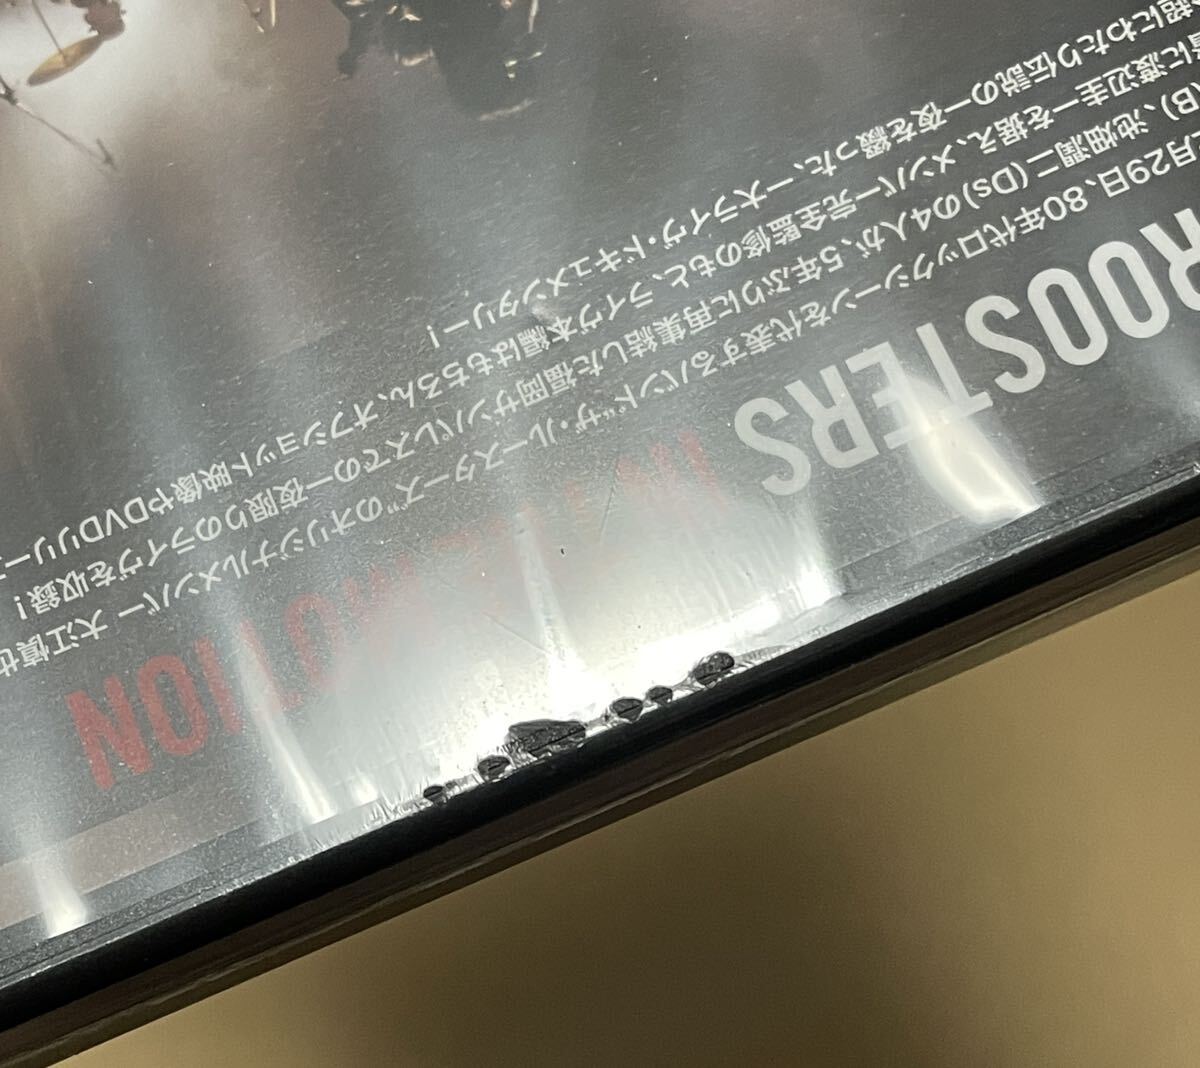 ROOSTERS
IN THE MOTION
月29日、80年代ロックシーンを代表するバンド“ザ・ルースターズ”のオリジナルメンバー 大江慎也
(B)、池畑潤二(Ds)の4人が、5年ぶりに再集結した福岡サンパレスでの一夜限りのライヴを収録！
に渡辺圭一を据え、メンバー完全監修のもと、ライヴ本編はもちろん、オフショット映像やDVDリリー
にわたり伝説の一夜を綴った、一大ライヴ・ドキュメンタリー！